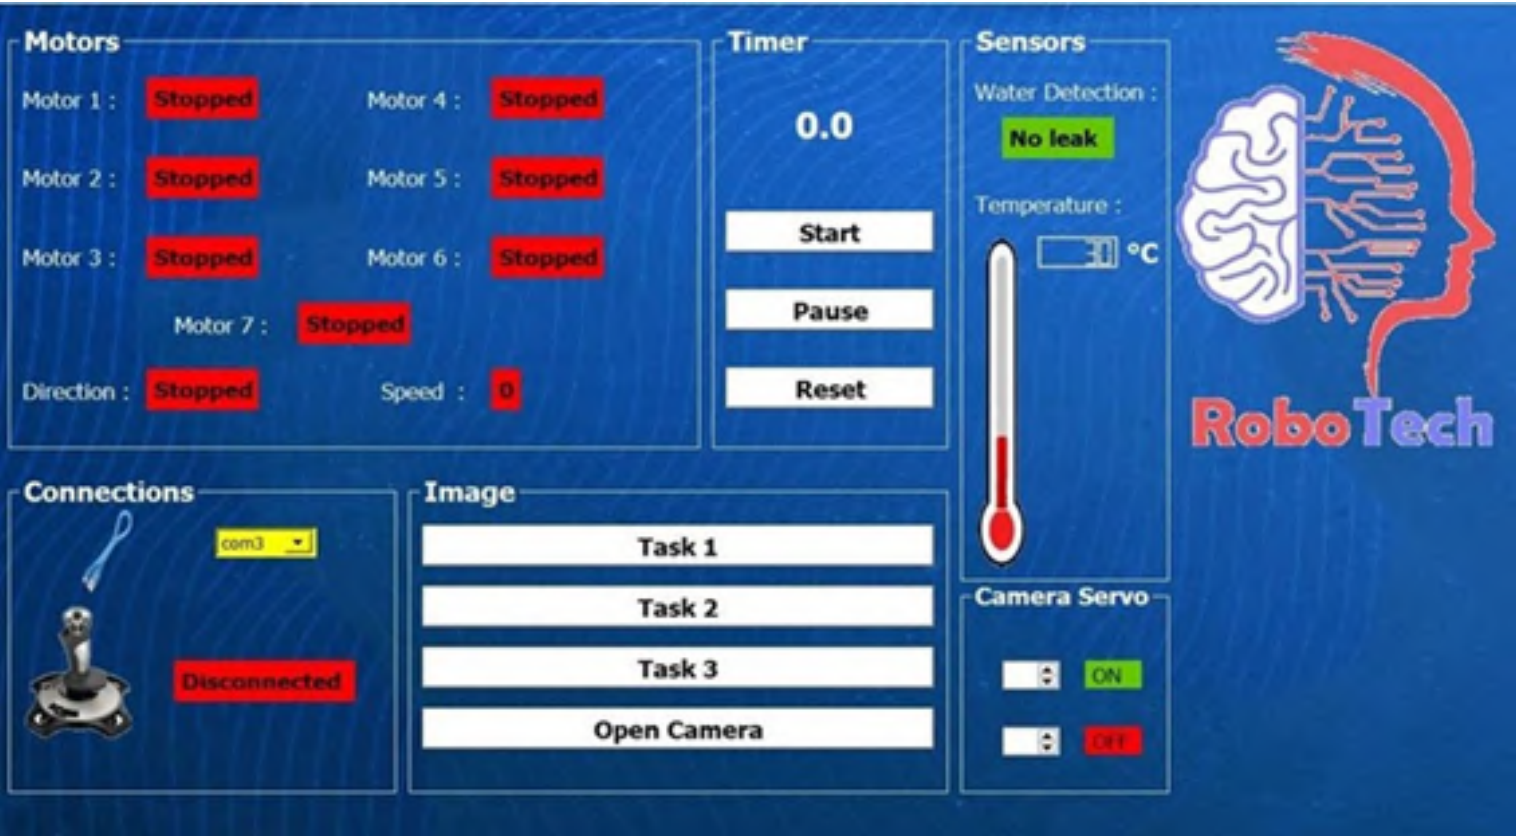 Motors
Motor 1 : Stopped Motor 4 : Stopped
Motor 2 : Stopped Motor 5 : Stopped
Motor 3 : Stopped Motor 6 : Stopped
Motor 7 : Stopped
Direction : Stopped Speed : 0
Timer
0.0
Start
Pause
Reset
Sensors
Water Detection :
No leak
Temperature :
30 °C
RoboTech
Connections
com3
Disconnected
Image
Task 1
Task 2
Task 3
Open Camera
Camera Servo
ON
OFF